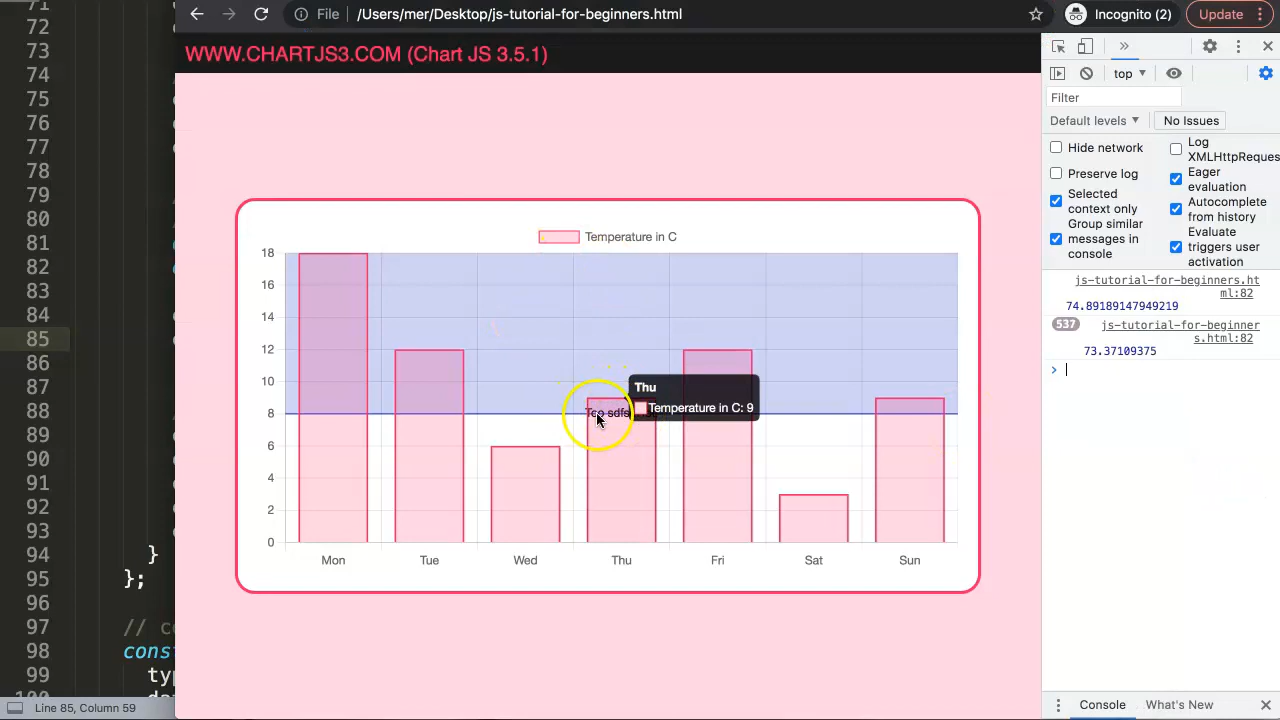 71
72
73
74
75
76
77
78
79
80
81
82
83
84
85
86
87
88
89
90
91
92
93
94 }
95 };
96
97 // c
98 cons
99 typ
100
Line 85, Column 59
File /Users/mer/Desktop/js-tutorial-for-beginners.html Incognito (2) Update
WWW.CHARTJS3.COM (Chart JS 3.5.1)
Temperature in C
18
16
14
12
10
8
6
4
2
0
Thu
Temperature in C: 9
Mon Tue Wed Thu Fri Sat Sun
top
Filter
Default levels No Issues
Hide network
Log
XMLHttpReques
Preserve log
Eager
evaluation
Selected
context only
Autocomplete
from history
Group similar
messages in
console
Evaluate
triggers user
activation
js-tutorial-for-beginners.ht
ml:82
74.89189147949219
537 js-tutorial-for-beginner
s.html:82
73.37109375
Console What's New